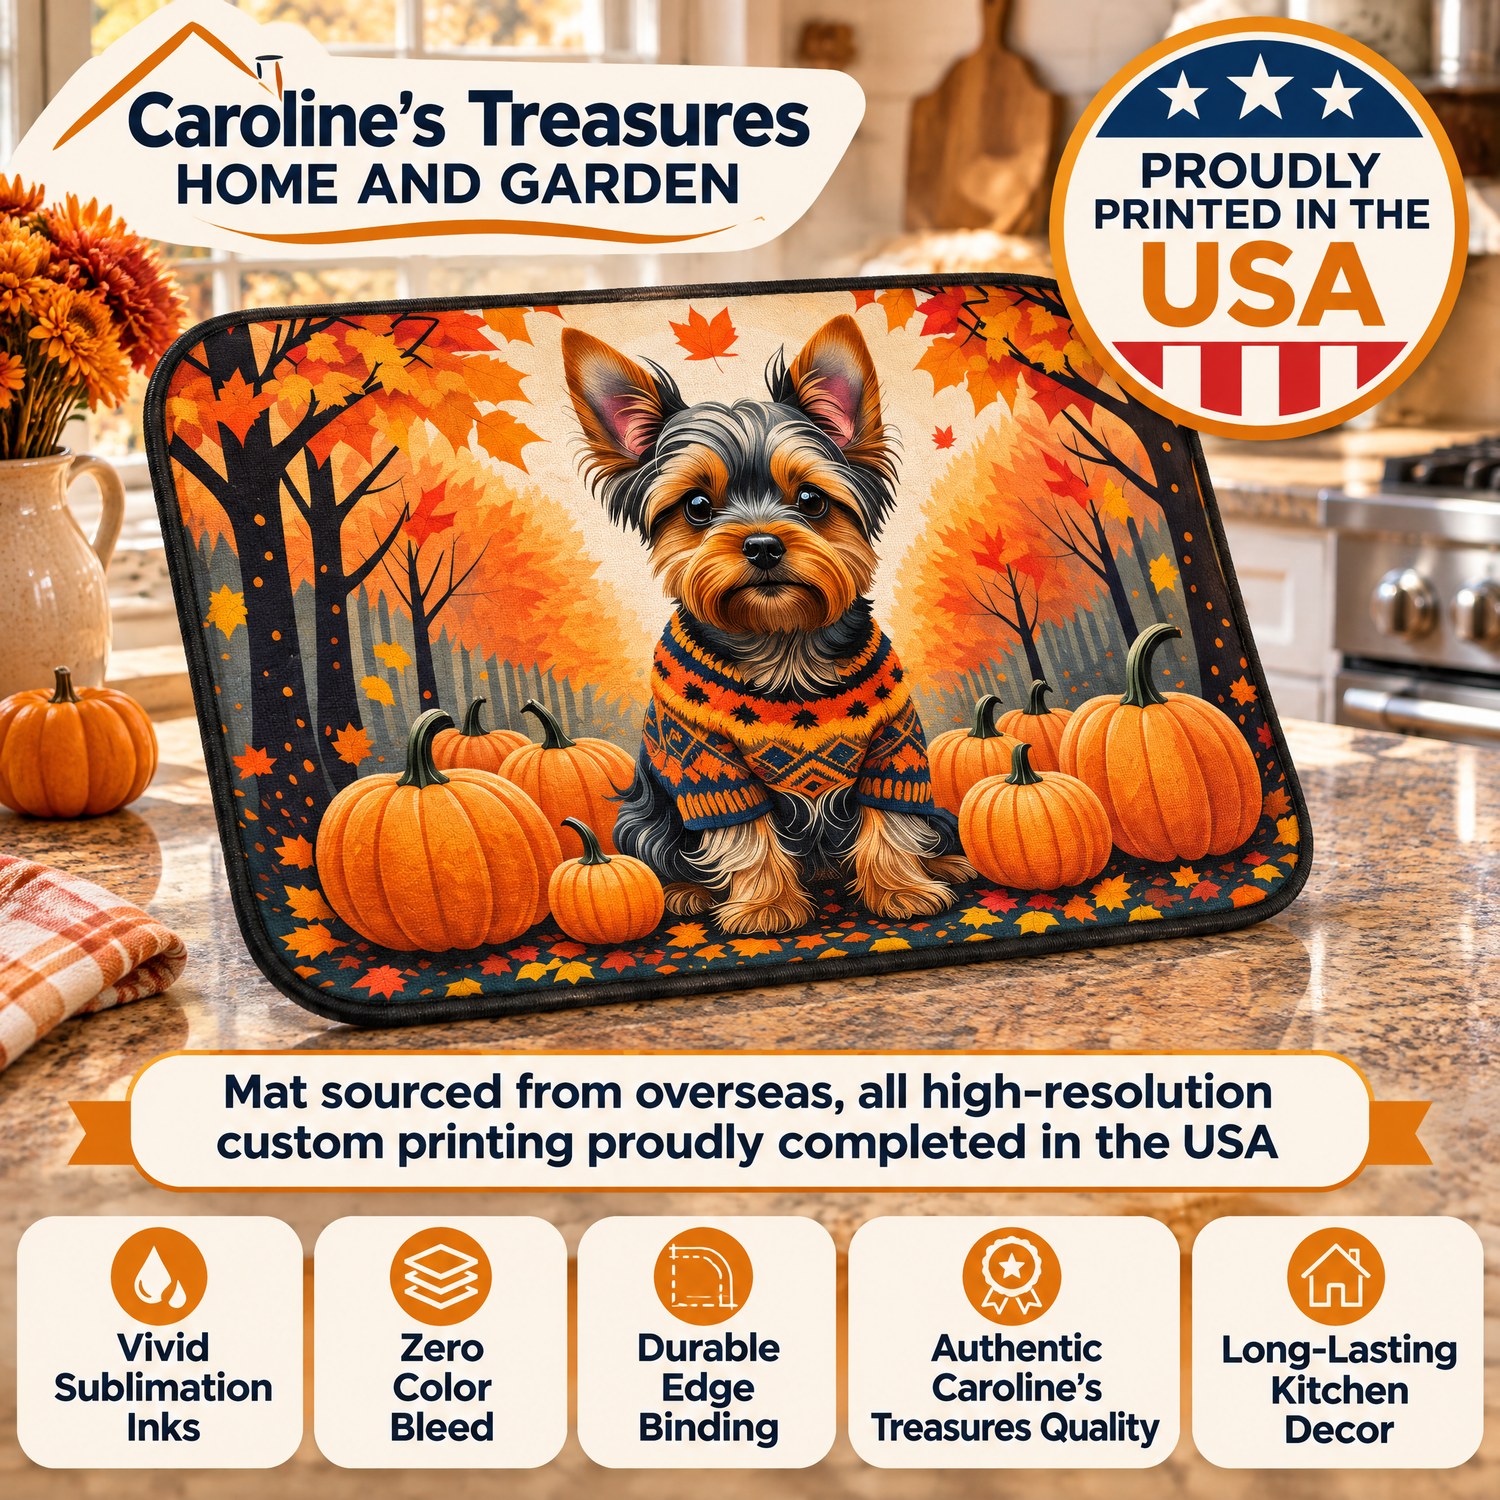 Caroline's Treasures
HOME AND GARDEN
PROUDLY
PRINTED IN THE
USA
Mat sourced from overseas, all high-resolution
custom printing proudly completed in the USA
Vivid
Sublimation
Inks
Zero
Color
Bleed
Durable
Edge
Binding
Authentic
Caroline's
Treasures Quality
Long-Lasting
Kitchen
Decor